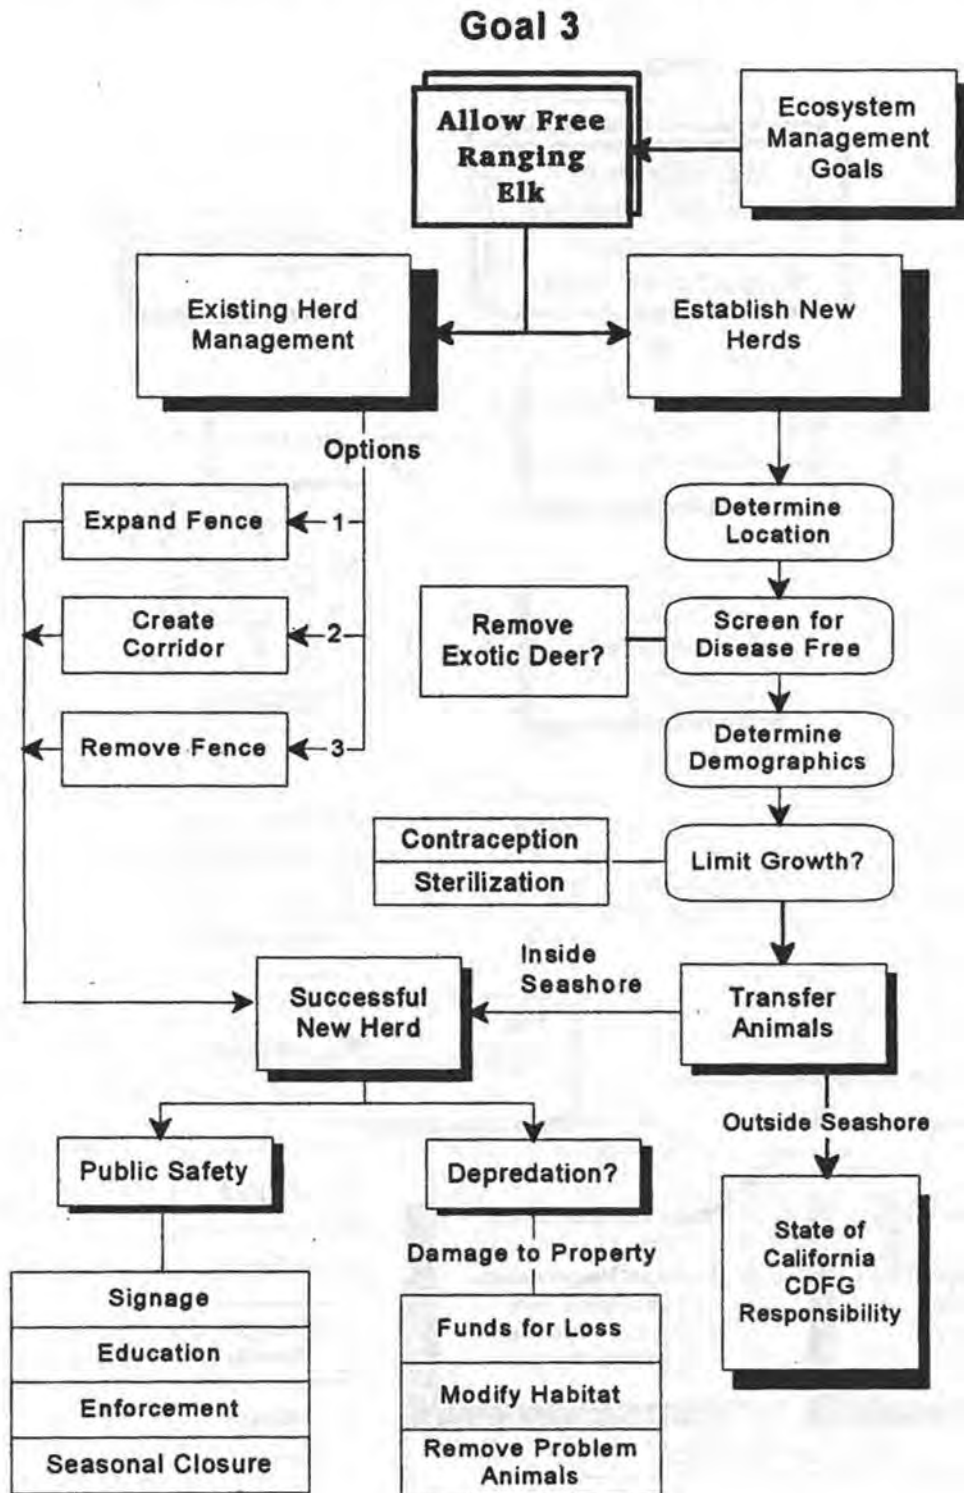 Goal 3
Allow Free
Ranging
Elk
Ecosystem
Management
Goals
Existing Herd
Management
Establish New
Herds
Options
Expand Fence
1
Create
Corridor
2
Remove Fence
3
Determine
Location
Remove
Exotic Deer?
Screen for
Disease Free
Determine
Demographics
Contraception
Sterilization
Limit Growth?
Inside
Seashore
Successful
New Herd
Transfer
Animals
Outside Seashore
Public Safety
Depredation?
Damage to Property
State of
California
CDFG
Responsibility
Signage
Education
Enforcement
Seasonal Closure
Funds for Loss
Modify Habitat
Remove Problem
Animals